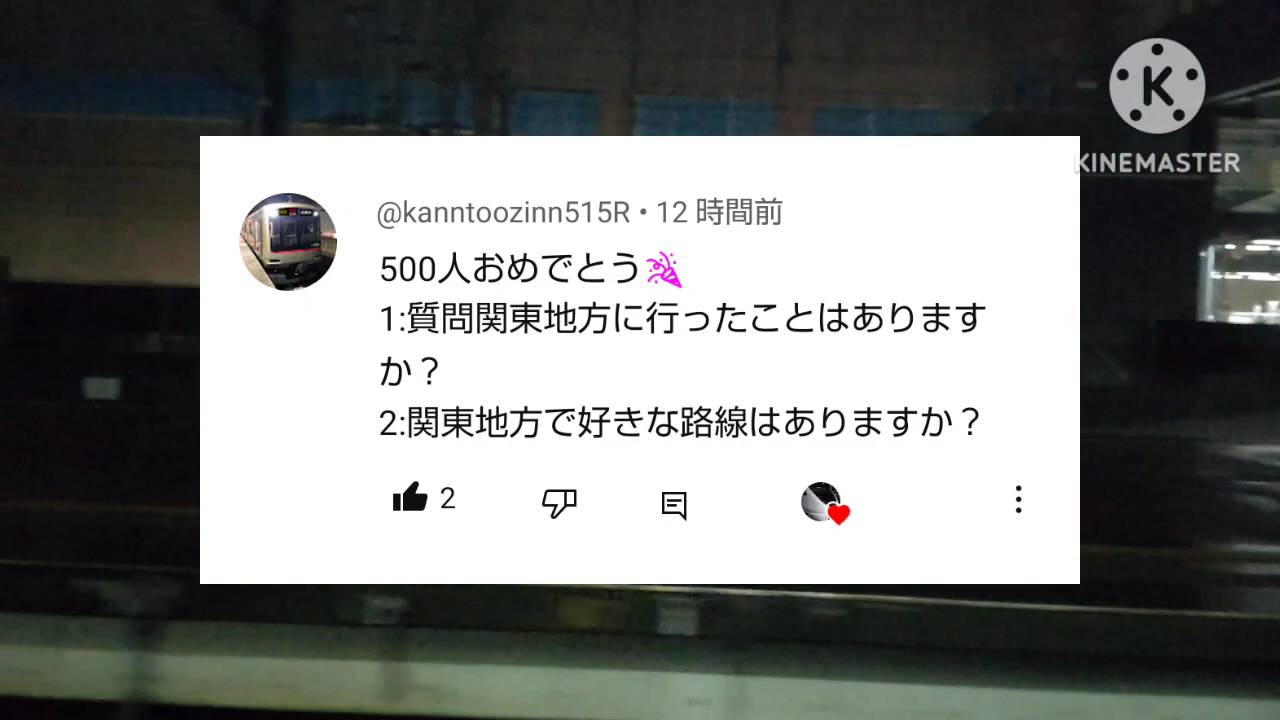 K
KINEMASTER
@kanntoozinn515R • 12 時間前
500人おめでとう🎉
1:質問関東地方に行ったことはあります
か？
2:関東地方で好きな路線はありますか？
2